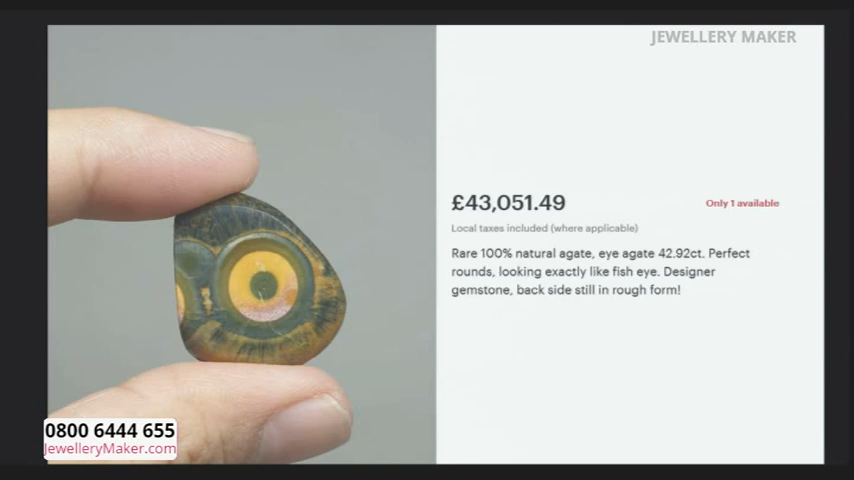 JEWELLERY MAKER
£43,051.49
Only 1 available
Local taxes included (where applicable)
Rare 100% natural agate, eye agate 42.92ct. Perfect
rounds, looking exactly like fish eye. Designer
gemstone, back side still in rough form!
0800 6444 655
JewelleryMaker.com